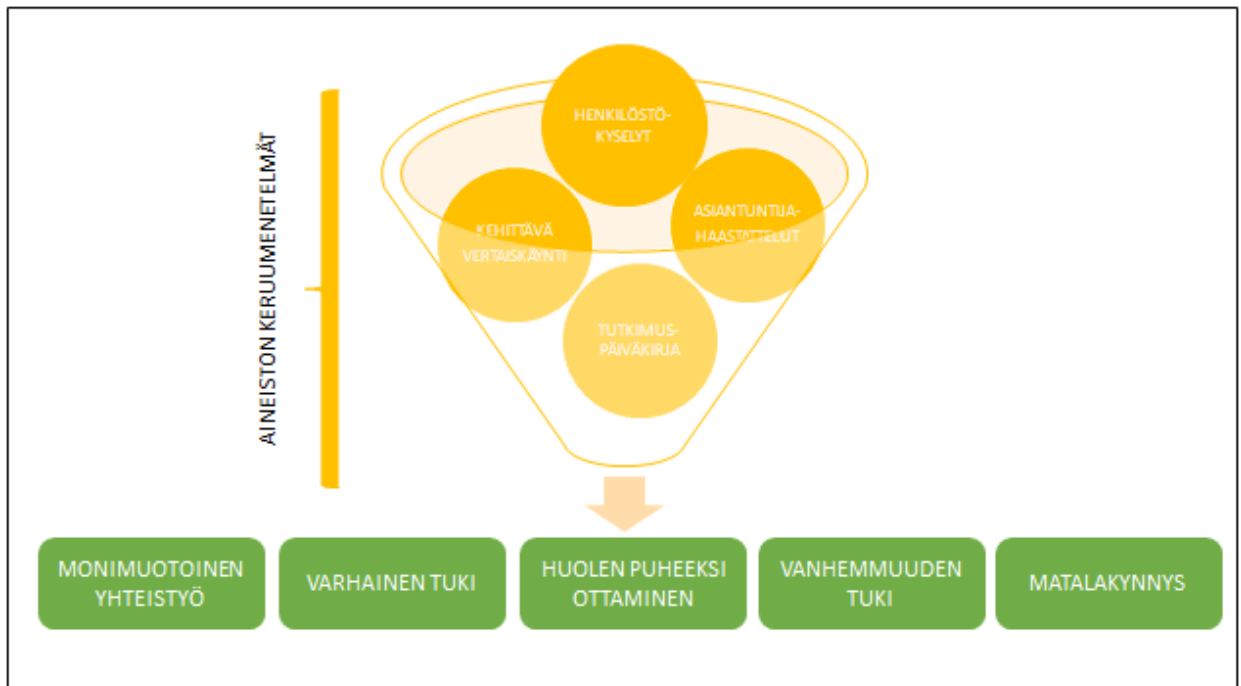 AINEISTON KERUUMENETELMÄT
HENKILÖSTÖ-
KYSELYT
KEHITTÄVÄ
VERTAISKÄYNTI
ASIANTUNTIJA-
HAASTATTELUT
TUTKIMUS-
PÄIVÄKIRJA
MONIMUOTOINEN
YHTEISTYÖ
VARHAINEN TUKI
HUOLEN PUHEEKSI
OTTAMINEN
VANHEMMUUDEN
TUKI
MATALAKYNNYS